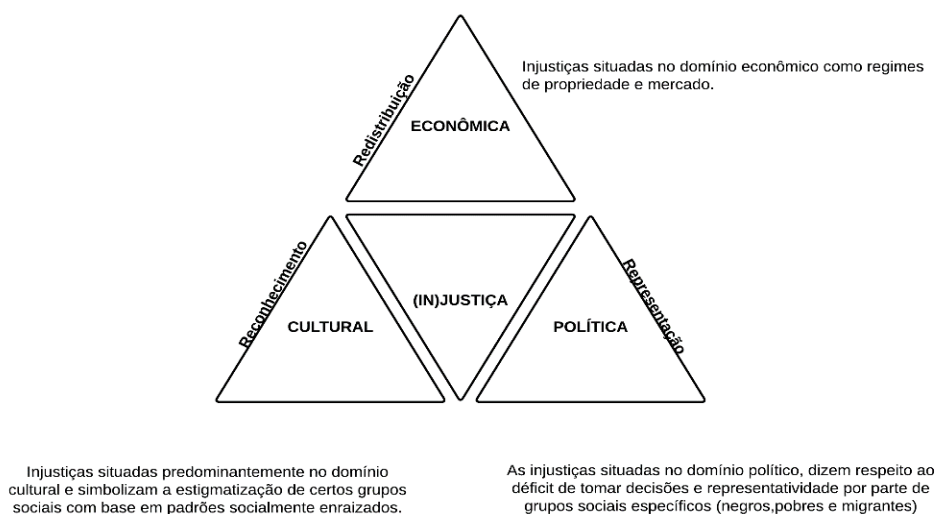 Injustiças situadas no domínio econômico como regimes
de propriedade e mercado.
Redistribuição
ECONÔMICA
Reconhecimento
CULTURAL
(IN)JUSTIÇA
POLÍTICA
Representação
Injustiças situadas predominantemente no domínio
cultural e simbolizam a estigmatização de certos grupos
sociais com base em padrões socialmente enraizados.
As injustiças situadas no domínio político, dizem respeito ao
déficit de tomar decisões e representatividade por parte de
grupos sociais específicos (negros,pobres e migrantes)